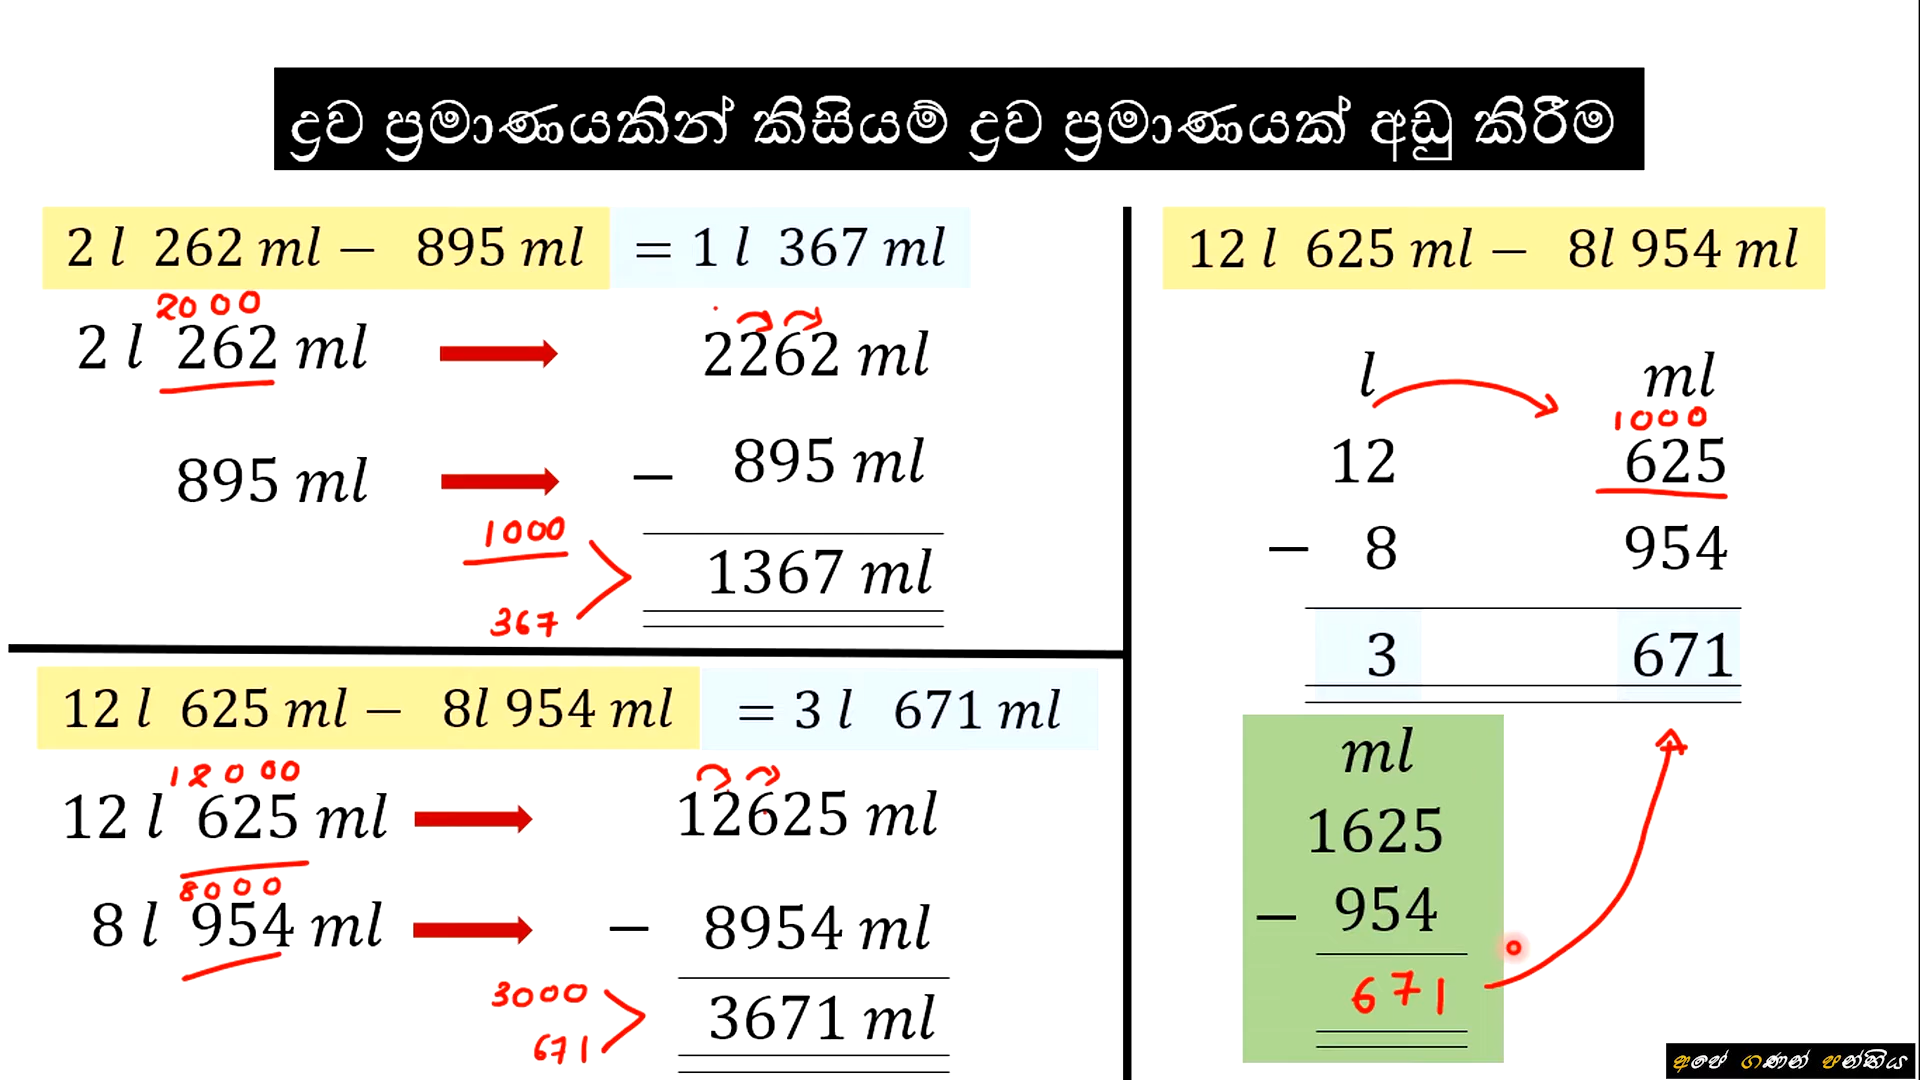 ද්‍රව ප්‍රමාණයකින් කිසියම් ද්‍රව ප්‍රමාණයක් අඩු කිරීම
2 l 262 ml − 895 ml = 1 l 367 ml
2000
2 l 262 ml 2262 ml
895 ml − 895 ml
1000
1367 ml
367
12 l 625 ml − 8l 954 ml = 3 l 671 ml
12000
12 l 625 ml 12625 ml
8000
8 l 954 ml − 8954 ml
3000
3671 ml
671
12 l 625 ml − 8l 954 ml
l ml
1000
12 625
− 8 954
3 671
ml
1625
− 954
671
අපේ ගණන් පන්තිය